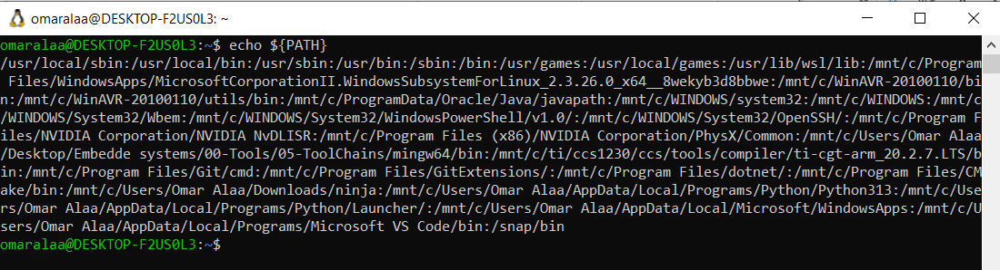 omaralaa@DESKTOP-F2US0L3: ~
omaralaa@DESKTOP-F2US0L3:~$ echo ${PATH}
/usr/local/sbin:/usr/local/bin:/usr/sbin:/usr/bin:/sbin:/bin:/usr/games:/usr/local/games:/usr/lib/wsl/lib:/mnt/c/Program
 Files/WindowsApps/MicrosoftCorporationII.WindowsSubsystemForLinux_2.3.26.0_x64__8wekyb3d8bbwe:/mnt/c/WinAVR-20100110/bi
n:/mnt/c/WinAVR-20100110/utils/bin:/mnt/c/ProgramData/Oracle/Java/javapath:/mnt/c/WINDOWS/system32:/mnt/c/WINDOWS:/mnt/c
/WINDOWS/System32/Wbem:/mnt/c/WINDOWS/System32/WindowsPowerShell/v1.0/:/mnt/c/WINDOWS/System32/OpenSSH/:/mnt/c/Program F
iles/NVIDIA Corporation/NVIDIA NvDLISR:/mnt/c/Program Files (x86)/NVIDIA Corporation/PhysX/Common:/mnt/c/Users/Omar Alaa
/Desktop/Embedde systems/00-Tools/05-ToolChains/mingw64/bin:/mnt/c/ti/ccs1230/ccs/tools/compiler/ti-cgt-arm_20.2.7.LTS/b
in:/mnt/c/Program Files/Git/cmd:/mnt/c/Program Files/GitExtensions/:/mnt/c/Program Files/dotnet/:/mnt/c/Program Files/CM
ake/bin:/mnt/c/Users/Omar Alaa/Downloads/ninja:/mnt/c/Users/Omar Alaa/AppData/Local/Programs/Python/Python313:/mnt/c/Use
rs/Omar Alaa/AppData/Local/Programs/Python/Launcher/:/mnt/c/Users/Omar Alaa/AppData/Local/Microsoft/WindowsApps:/mnt/c/U
sers/Omar Alaa/AppData/Local/Programs/Microsoft VS Code/bin:/snap/bin
omaralaa@DESKTOP-F2US0L3:~$